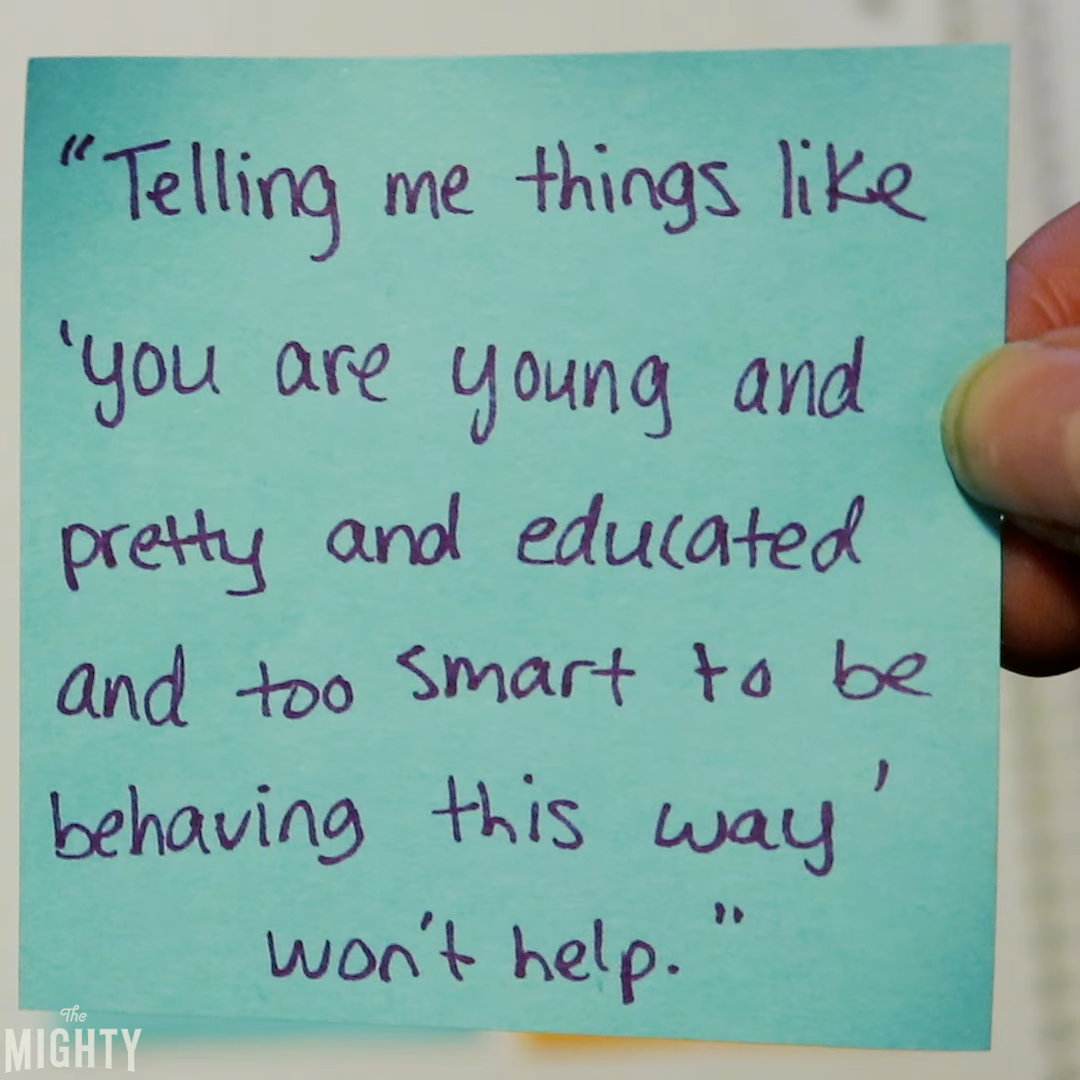 "Telling me things like
'you are young and
pretty and educated
and too smart to be
behaving this way'
won't help."
The
MIGHTY